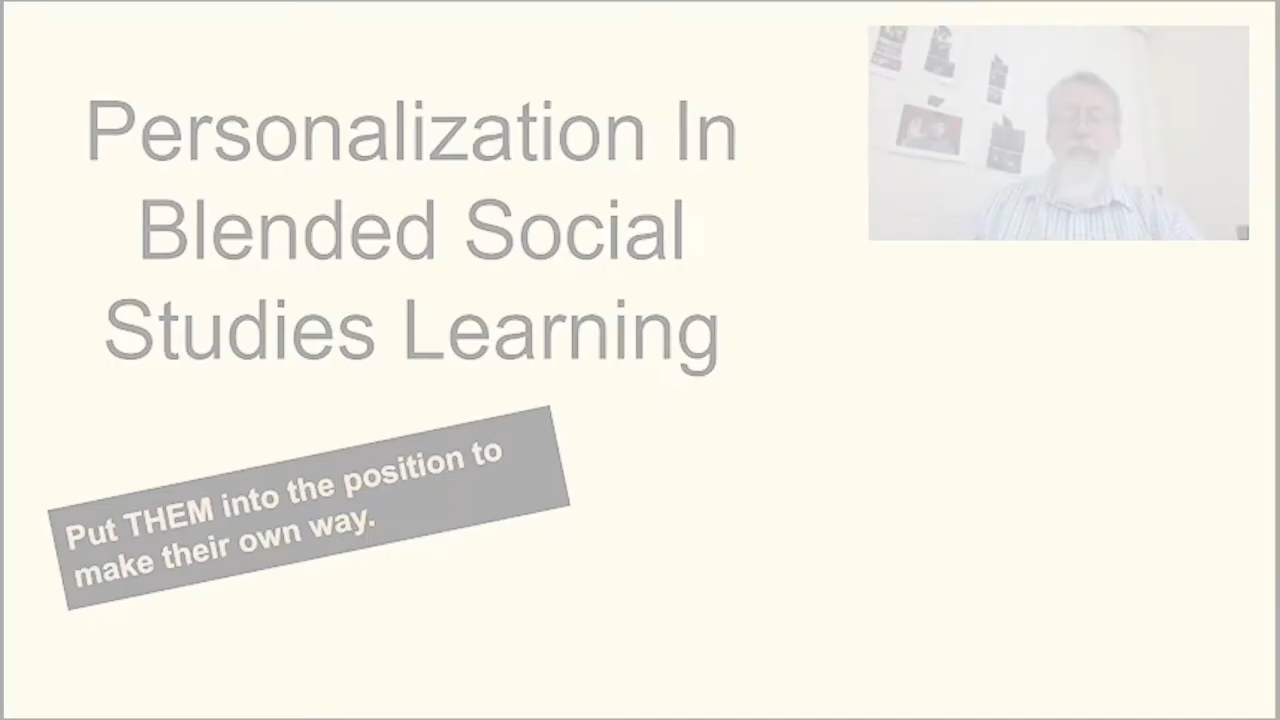 Personalization In
Blended Social
Studies Learning
Put THEM into the position to
make their own way.